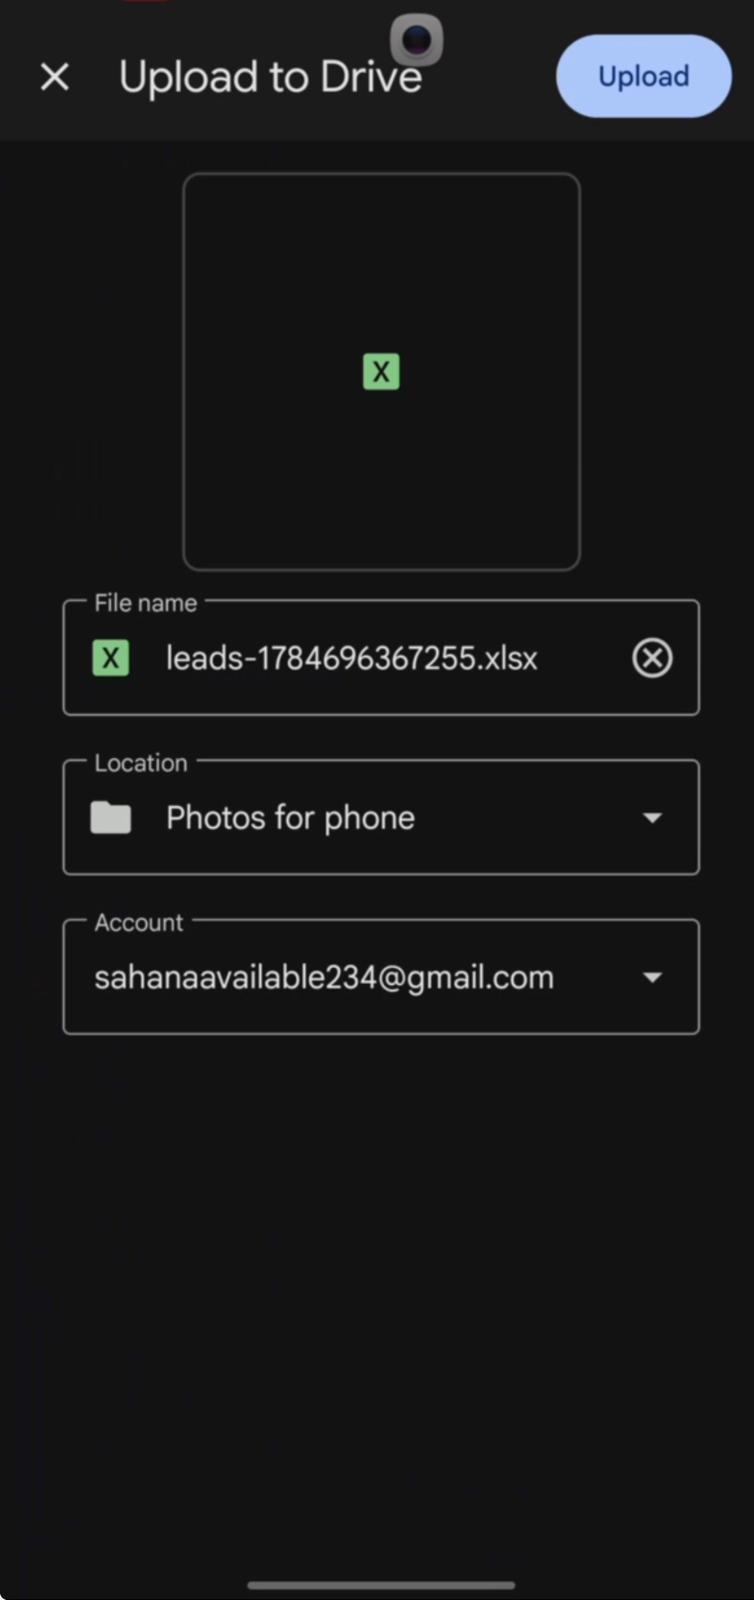 Upload to Drive
Upload
X
File name
X leads-1784696367255.xlsx
Location
Photos for phone
Account
sahanaavailable234@gmail.com